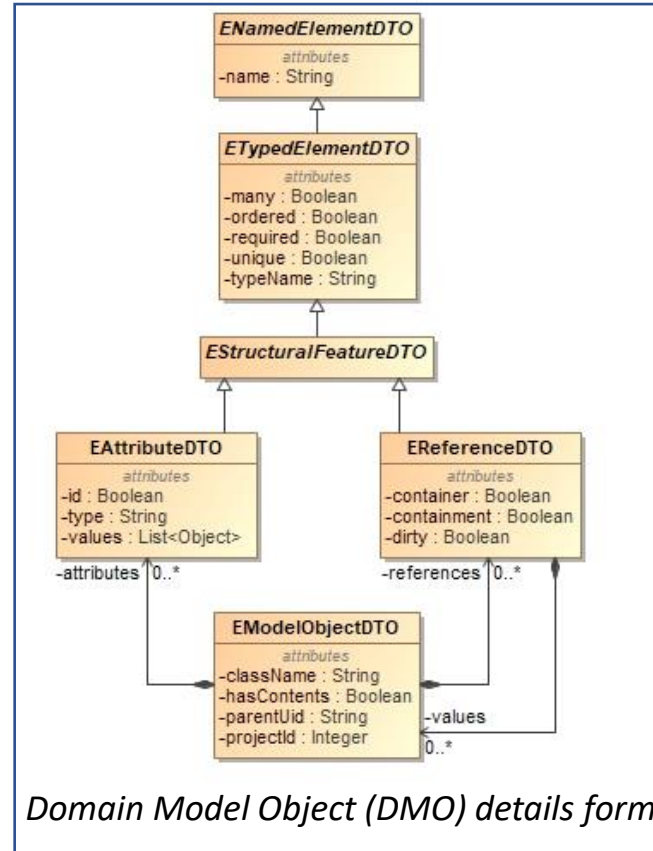 ENamedElementDTO
attributes
-name : String
ETypedElementDTO
attributes
-many : Boolean
-ordered : Boolean
-required : Boolean
-unique : Boolean
-typeName : String
EStructuralFeatureDTO
EAttributeDTO
attributes
-id : Boolean
-type : String
-values : List<Object>
EReferenceDTO
attributes
-container : Boolean
-containment : Boolean
-dirty : Boolean
-attributes 0..*
-references 0..*
EModelObjectDTO
attributes
-className : String
-hasContents : Boolean
-parentUid : String
-projectId : Integer
-values
0..*
Domain Model Object (DMO) details form